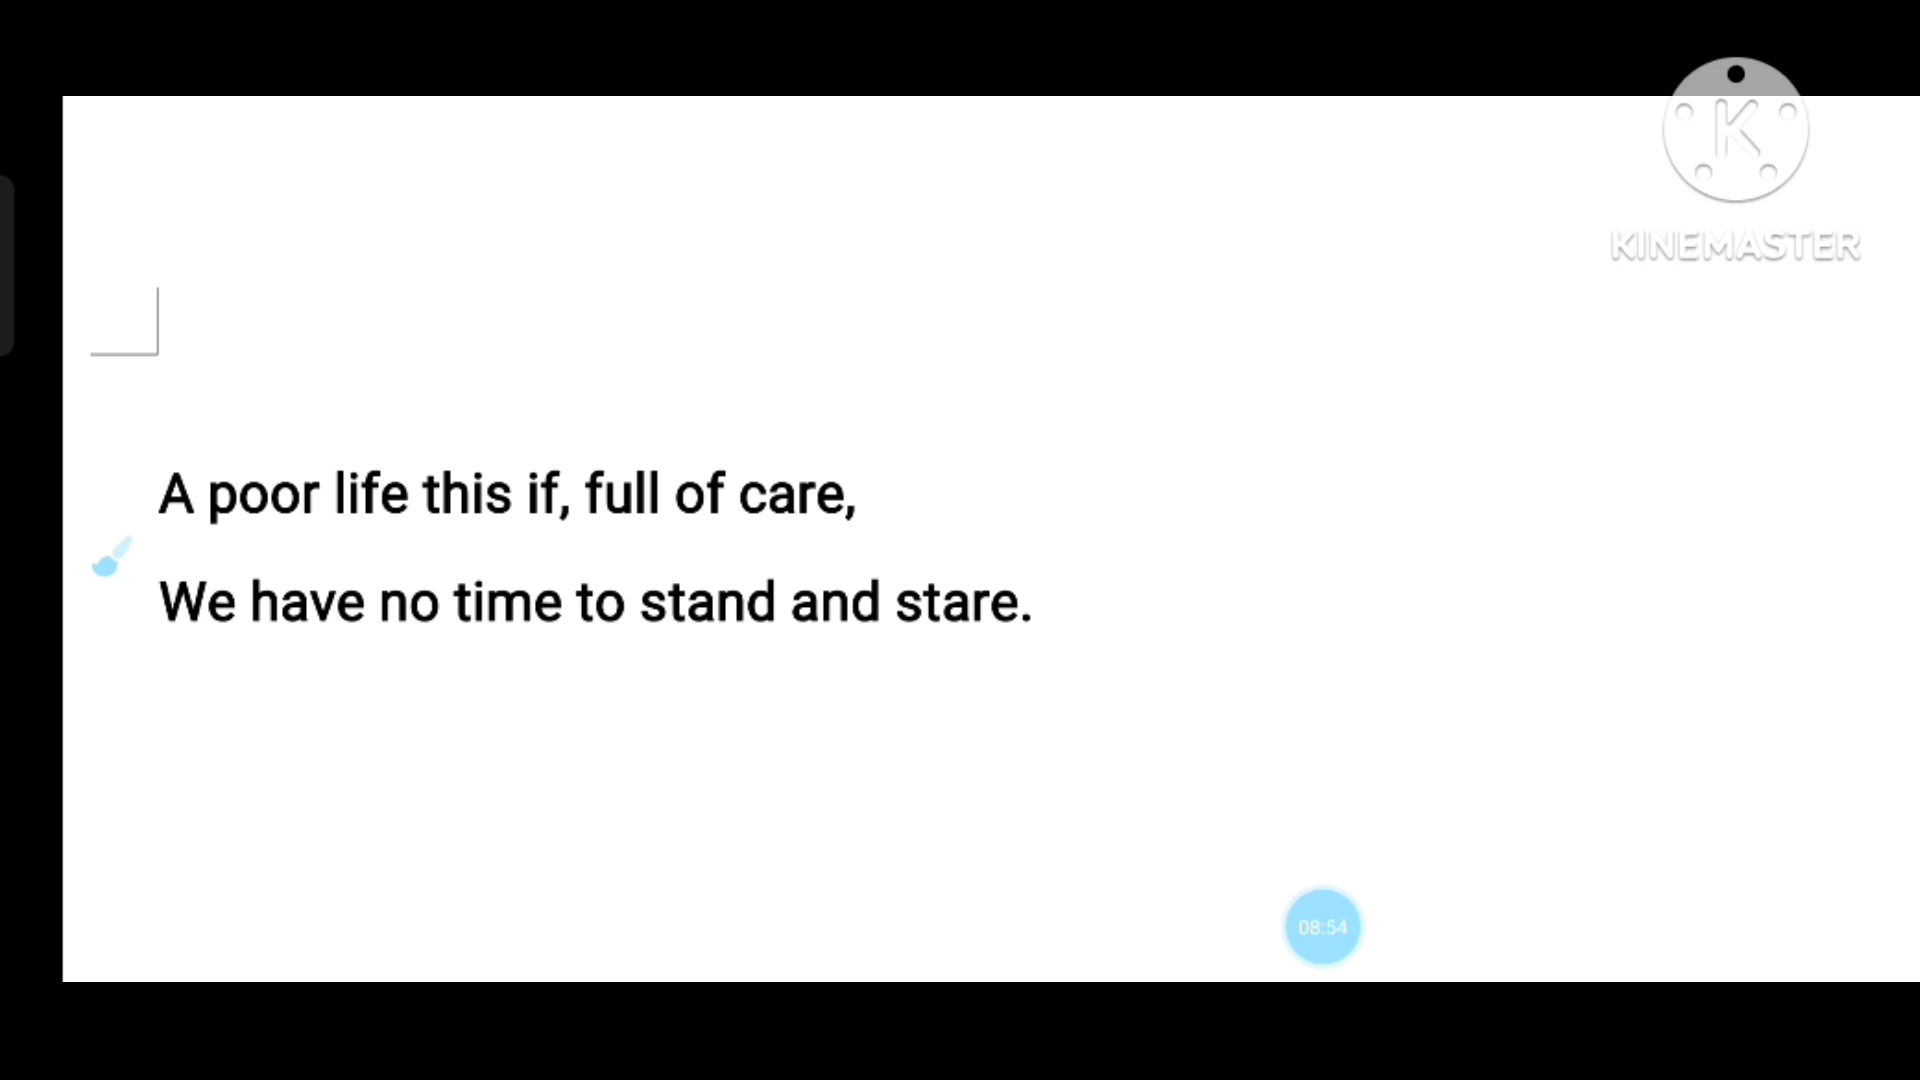 K
KINEMASTER
A poor life this if, full of care,
We have no time to stand and stare.
08:54